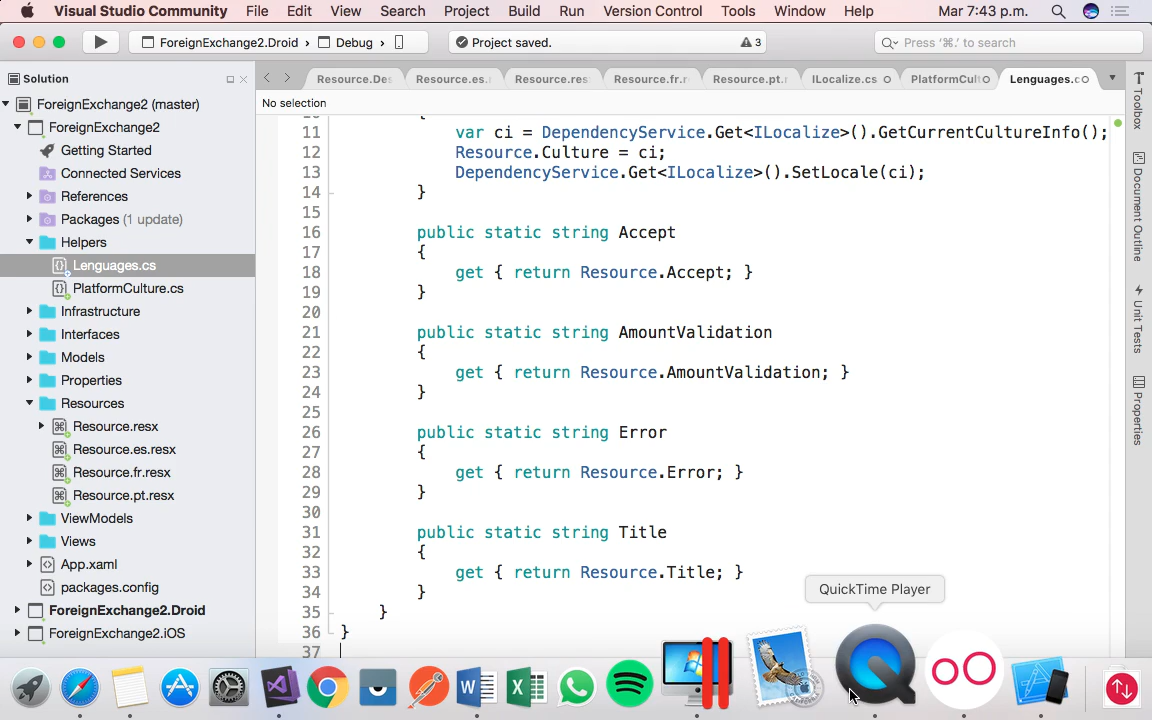 Visual Studio Community File Edit View Search Project Build Run Version Control Tools Window Help Mar 7:43 p.m.
ForeignExchange2.Droid › Debug › Project saved. 3 Press '⌘.' to search
Solution
Resource.De Resource.es. Resource.res Resource.fr.r Resource.pt.r ILocalize.cs PlatformCult Lenguages.c
No selection
ForeignExchange2 (master)
ForeignExchange2
Getting Started
Connected Services
References
Packages (1 update)
Helpers
Lenguages.cs
PlatformCulture.cs
Infrastructure
Interfaces
Models
Properties
Resources
Resource.resx
Resource.es.resx
Resource.fr.resx
Resource.pt.resx
ViewModels
Views
App.xaml
packages.config
ForeignExchange2.Droid
ForeignExchange2.iOS
11 var ci = DependencyService.Get<ILocalize>().GetCurrentCultureInfo();
12 Resource.Culture = ci;
13 DependencyService.Get<ILocalize>().SetLocale(ci);
14 }
15
16 public static string Accept
17 {
18 get { return Resource.Accept; }
19 }
20
21 public static string AmountValidation
22 {
23 get { return Resource.AmountValidation; }
24 }
25
26 public static string Error
27 {
28 get { return Resource.Error; }
29 }
30
31 public static string Title
32 {
33 get { return Resource.Title; }
34 }
35 }
36 }
37
Toolbox
Document Outline
Unit Tests
Properties
QuickTime Player